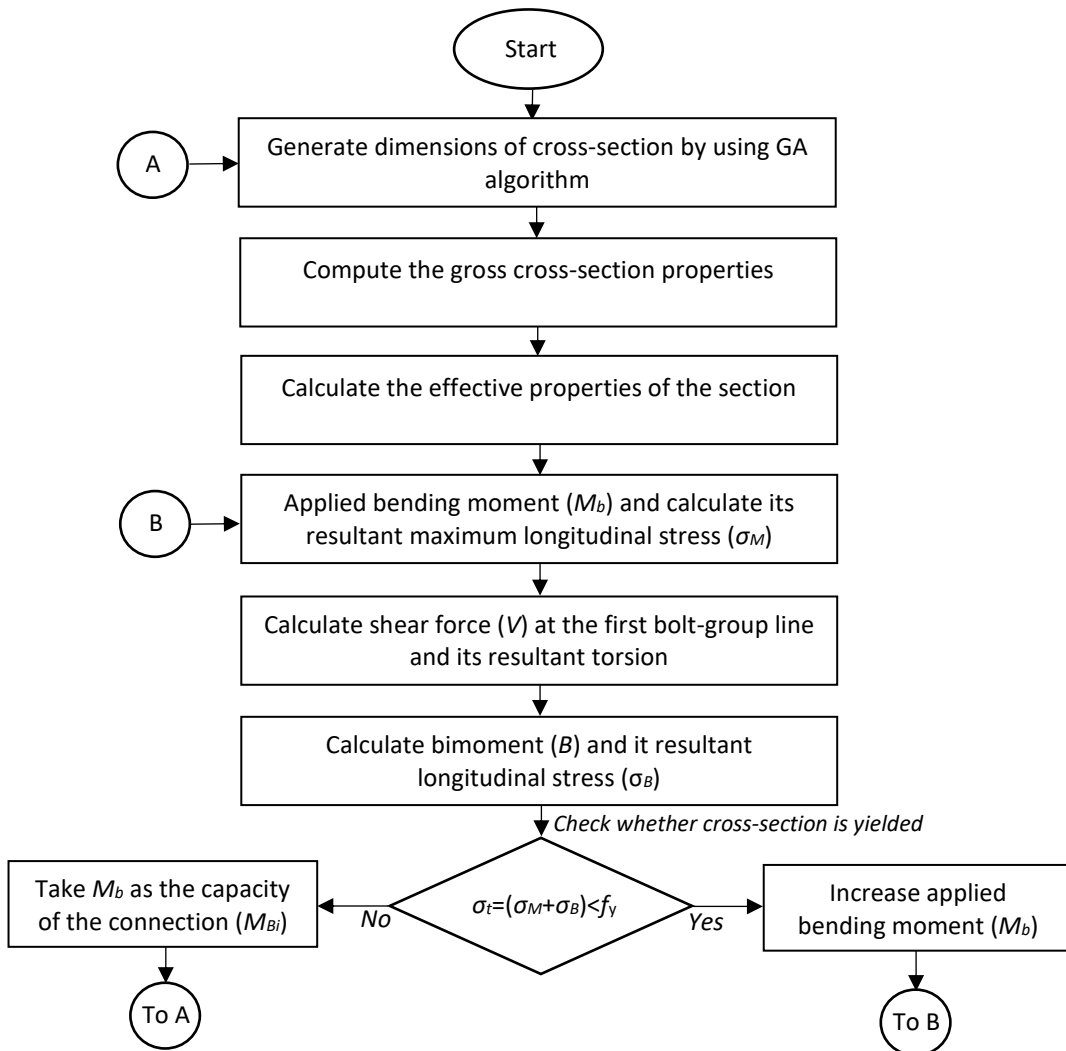 Start
A
Generate dimensions of cross-section by using GA
algorithm
Compute the gross cross-section properties
Calculate the effective properties of the section
B
Applied bending moment (Mb) and calculate its
resultant maximum longitudinal stress (σM)
Calculate shear force (V) at the first bolt-group line
and its resultant torsion
Calculate bimoment (B) and it resultant
longitudinal stress (σB)
Check whether cross-section is yielded
Take Mb as the capacity
of the connection (MBi)
No
σt=(σM+σB)<fy
Yes
Increase applied
bending moment (Mb)
To A
To B